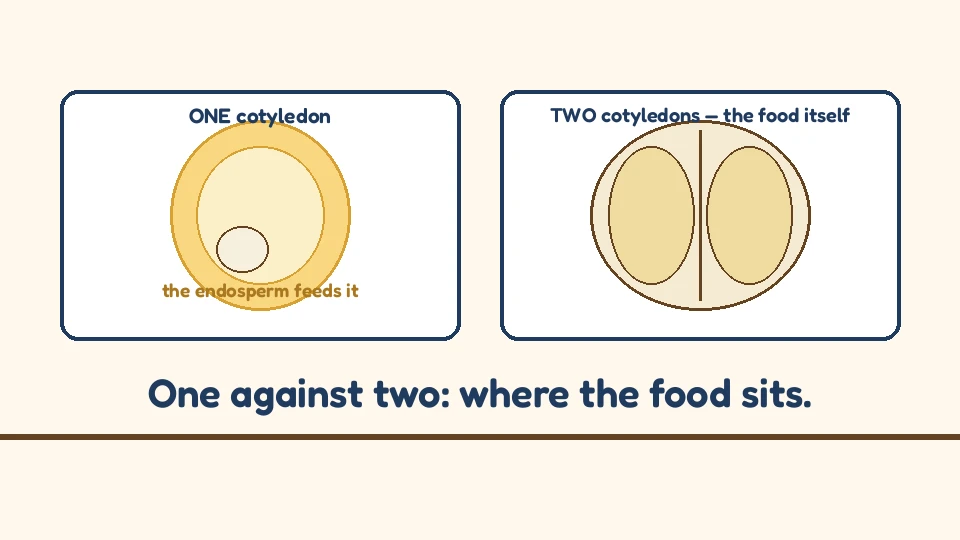 ONE cotyledon
the endosperm feeds it
TWO cotyledons – the food itself
One against two: where the food sits.